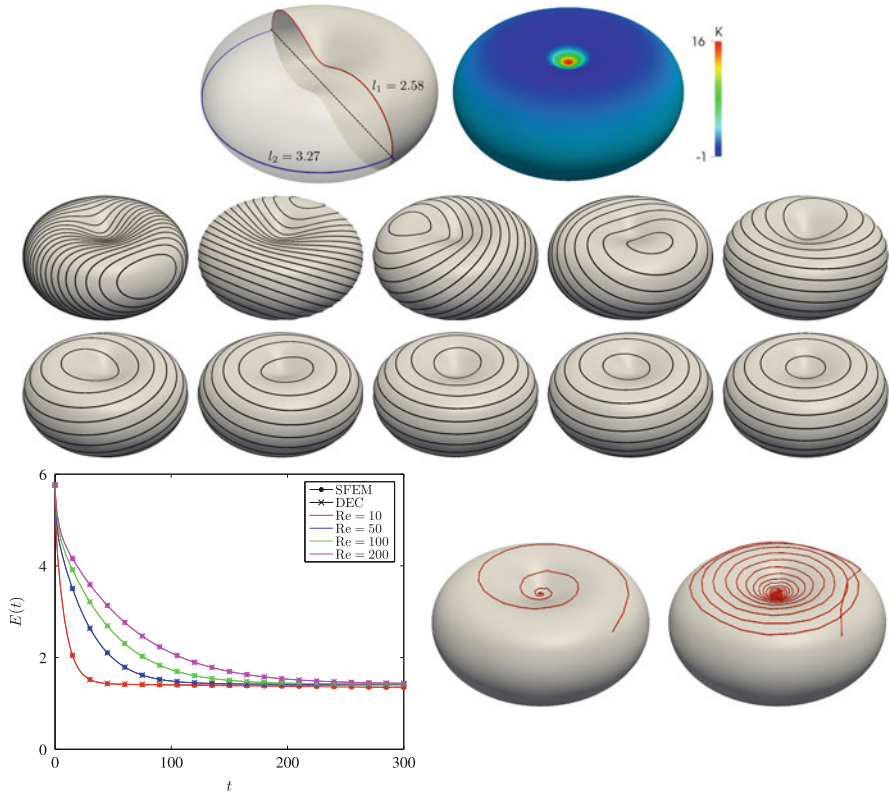 l₁ = 2.58
l₂ = 3.27
K
16
-1
6
4
2
0
E(t)
0
100
200
300
t
SFEM
DEC
Re = 10
Re = 50
Re = 100
Re = 200